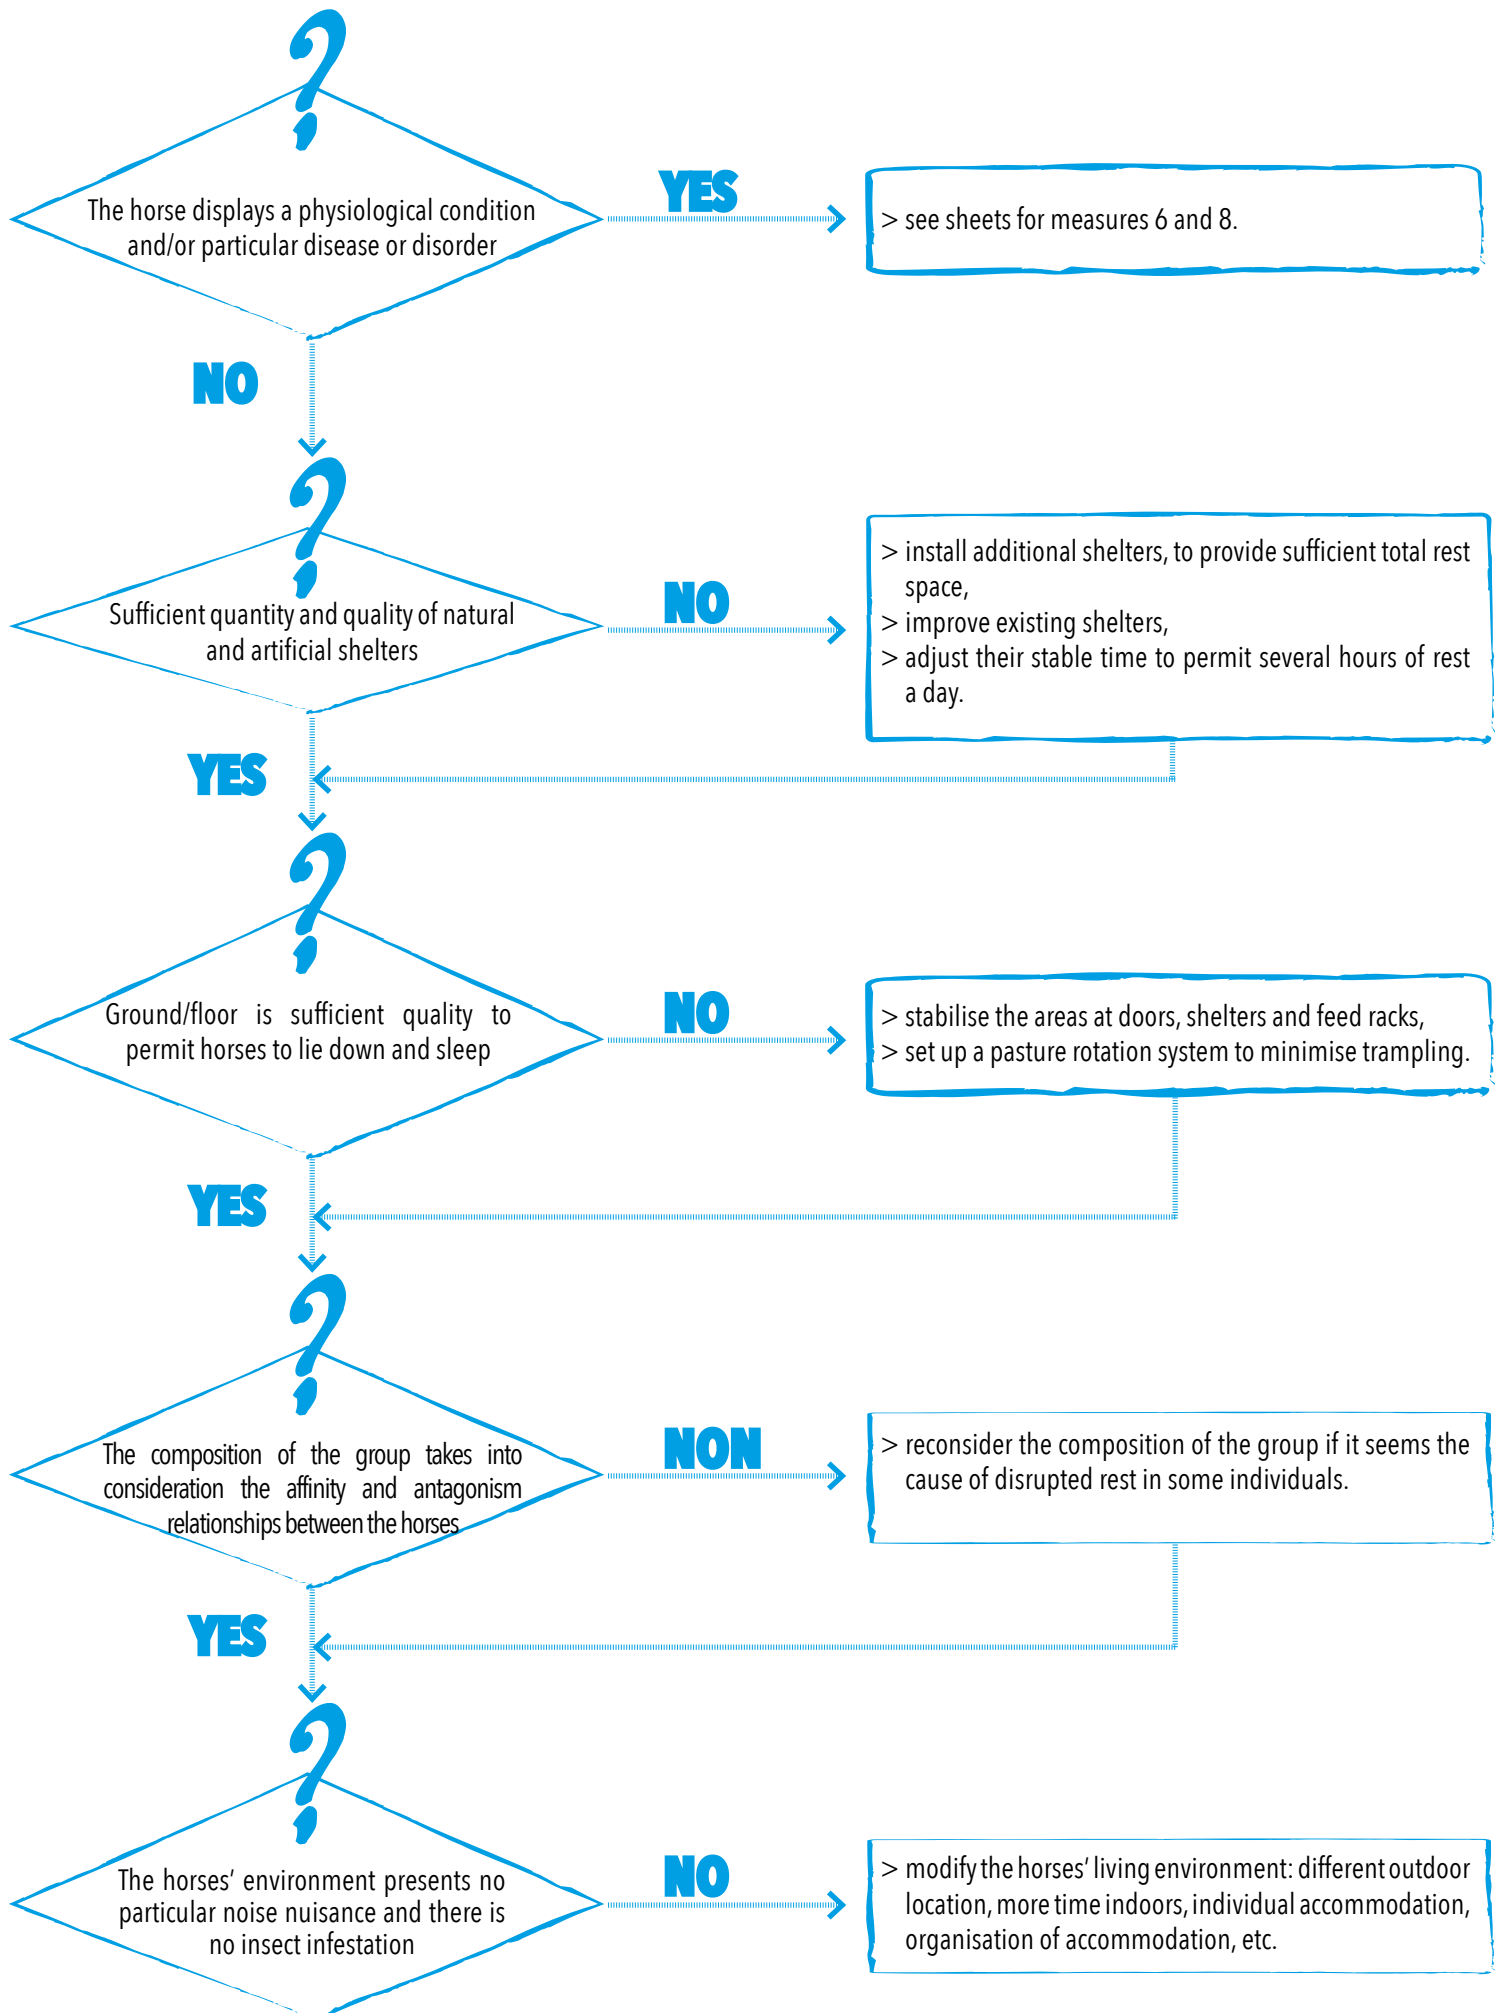 ?
The horse displays a physiological condition
and/or particular disease or disorder
YES
> see sheets for measures 6 and 8.
NO
?
Sufficient quantity and quality of natural
and artificial shelters
NO
> install additional shelters, to provide sufficient total rest
space,
> improve existing shelters,
> adjust their stable time to permit several hours of rest
a day.
YES
?
Ground/floor is sufficient quality to
permit horses to lie down and sleep
NO
> stabilise the areas at doors, shelters and feed racks,
> set up a pasture rotation system to minimise trampling.
YES
?
The composition of the group takes into
consideration the affinity and antagonism
relationships between the horses
NON
> reconsider the composition of the group if it seems the
cause of disrupted rest in some individuals.
YES
?
The horses' environment presents no
particular noise nuisance and there is
no insect infestation
NO
> modify the horses' living environment: different outdoor
location, more time indoors, individual accommodation,
organisation of accommodation, etc.